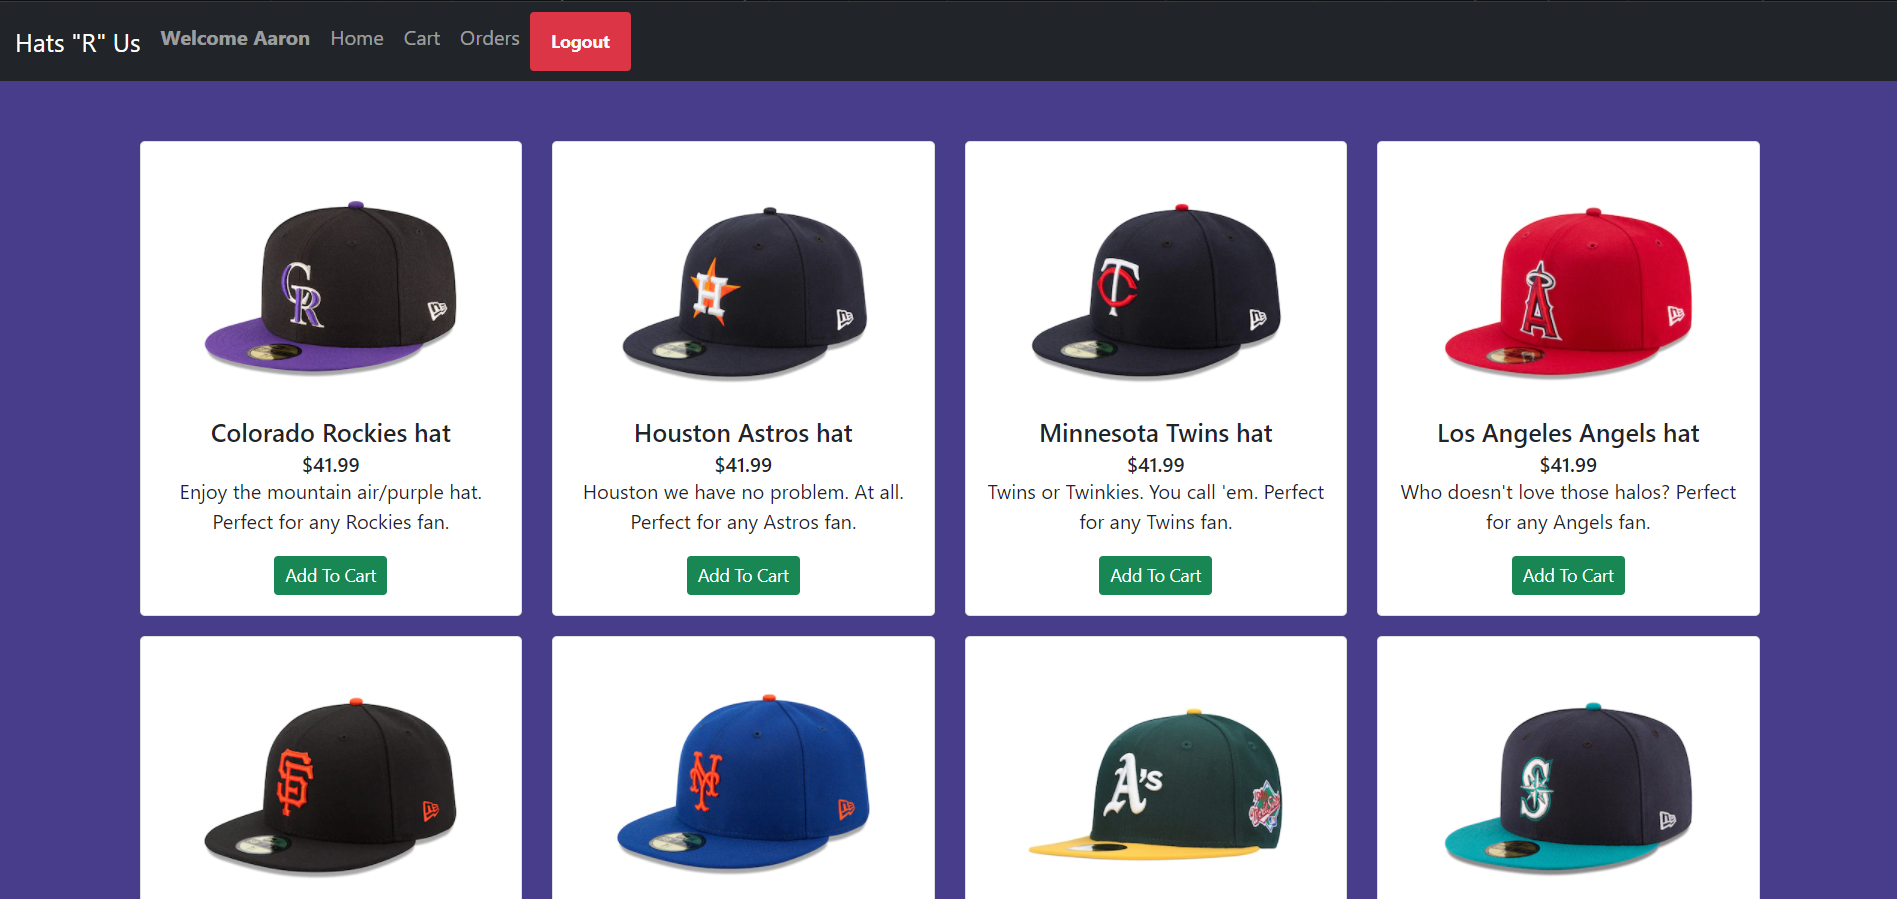 Hats "R" Us Welcome Aaron Home Cart Orders Logout
CR
H
TC
A
Colorado Rockies hat
$41.99
Enjoy the mountain air/purple hat.
Perfect for any Rockies fan.
Add To Cart
Houston Astros hat
$41.99
Houston we have no problem. At all.
Perfect for any Astros fan.
Add To Cart
Minnesota Twins hat
$41.99
Twins or Twinkies. You call 'em. Perfect
for any Twins fan.
Add To Cart
Los Angeles Angels hat
$41.99
Who doesn't love those halos? Perfect
for any Angels fan.
Add To Cart
SF
NY
A's
S